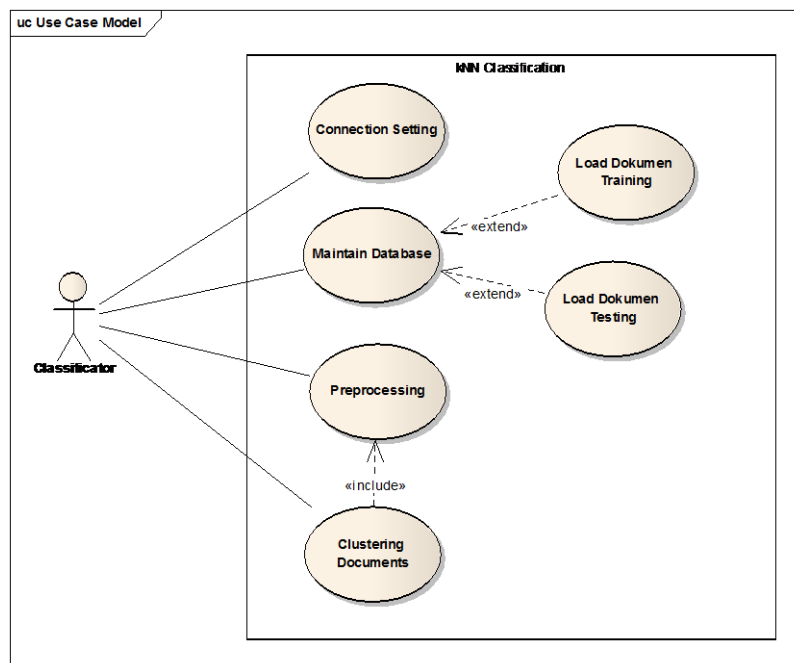 uc Use Case Model
kNN Classification
Connection Setting
Load Dokumen
Training
«extend»
Maintain Database
«extend»
Load Dokumen
Testing
Classificator
Preprocessing
«include»
Clustering
Documents